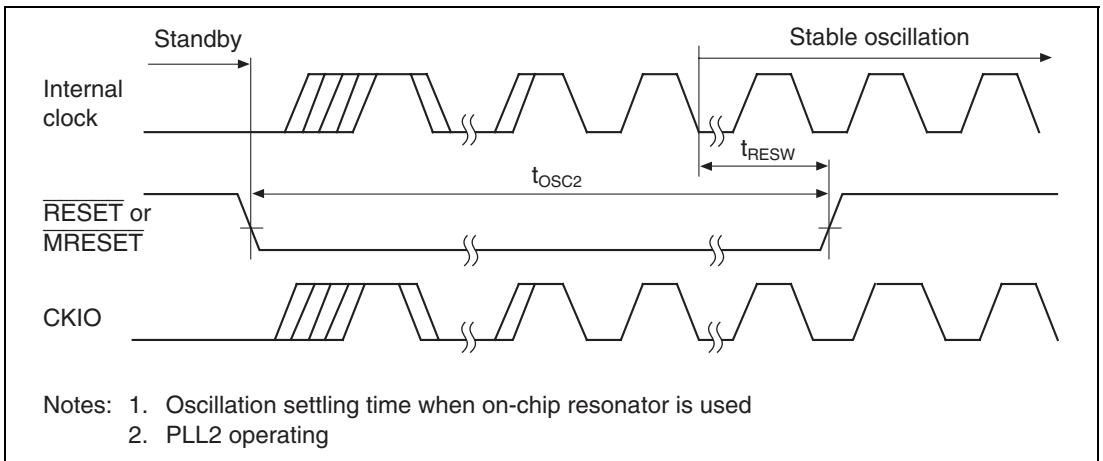 Standby
Stable oscillation
Internal
clock
tRESW
tOSC2
RESET or
MRESET
CKIO
Notes: 1. Oscillation settling time when on-chip resonator is used
2. PLL2 operating